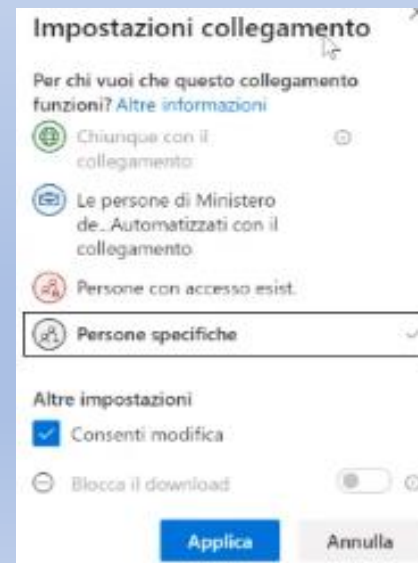 Impostazioni collegamento
Per chi vuoi che questo collegamento
funzioni? Altre informazioni
Chiunque con il
collegamento
Le persone di Ministero
de...Automatizzati con il
collegamento
Persone con accesso esist.
Persone specifiche
Altre impostazioni
Consenti modifica
Blocca il download
Applica Annulla